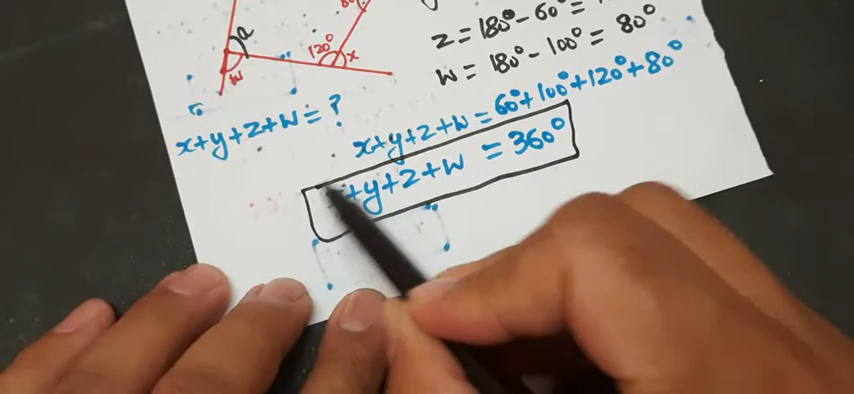 a
w
120°
x
z = 180° - 60° =
w = 180° - 100° = 80°
x+y+z+w = ?
x+y+z+w = 60°+100°+120°+80°
+y+z+w = 360°